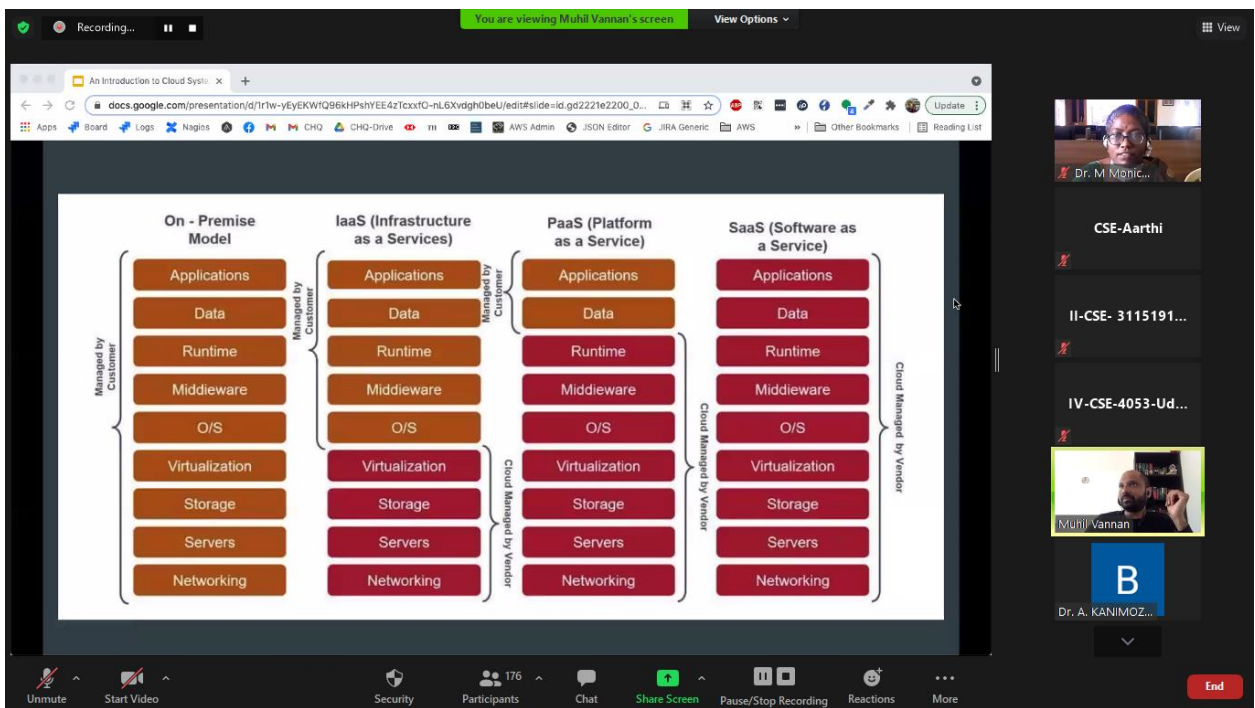 Recording...
You are viewing Muhil Vannan's screen
View Options
View
An Introduction to Cloud Syste
docs.google.com/presentation/d/1r1w-yEyEKWfQ96kHPshYEE4zTcxxfO-nL6Xvdgh0beU/edit#slide=id.gd2221e2200_0...
Update
Apps Board Logs Nagios CHQ CHQ-Drive AWS Admin JSON Editor JIRA Generic AWS » Other Bookmarks Reading List
On - Premise
Model
Managed by
Customer
Applications
Data
Runtime
Middleware
O/S
Virtualization
Storage
Servers
Networking
IaaS (Infrastructure
as a Services)
Managed by
Customer
Applications
Data
Runtime
Middleware
O/S
Virtualization
Storage
Servers
Networking
Cloud Managed by Vendor
PaaS (Platform
as a Service)
Managed by
Customer
Applications
Data
Runtime
Middleware
O/S
Virtualization
Storage
Servers
Networking
Cloud Managed by Vendor
SaaS (Software as
a Service)
Applications
Data
Runtime
Middleware
O/S
Virtualization
Storage
Servers
Networking
Cloud Managed by Vendor
Dr. M Monic...
CSE-Aarthi
II-CSE- 3115191...
IV-CSE-4053-Ud...
Muhil Vannan
B
Dr. A. KANIMOZ...
Unmute
Start Video
Security
176
Participants
Chat
Share Screen
Pause/Stop Recording
Reactions
More
End